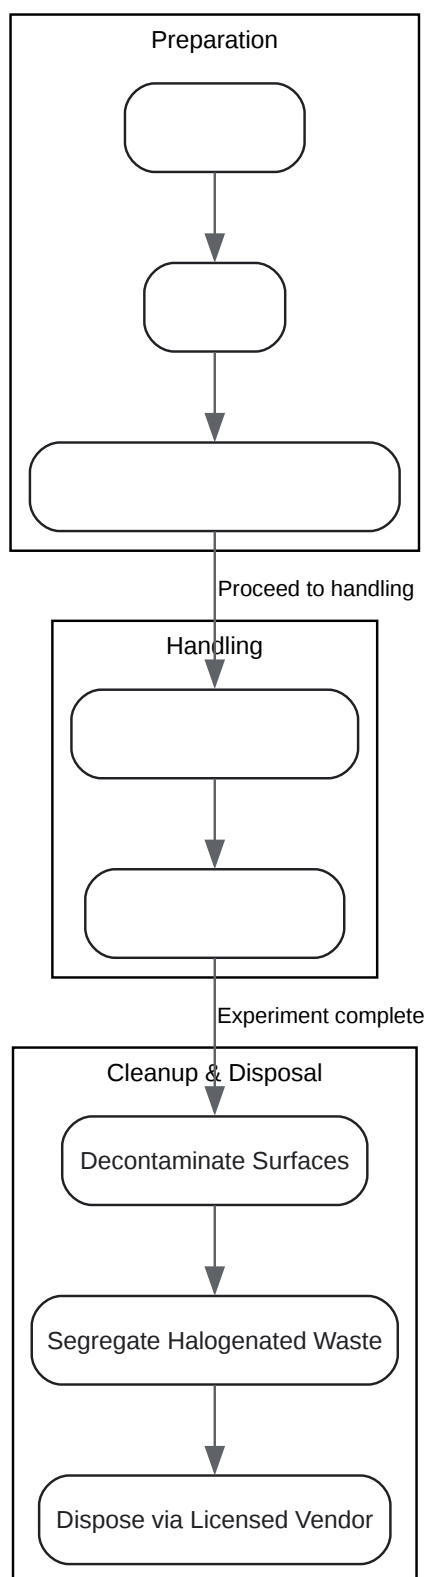 Preparation
Proceed to handling
Handling
Experiment complete
Cleanup & Disposal
Decontaminate Surfaces
Segregate Halogenated Waste
Dispose via Licensed Vendor